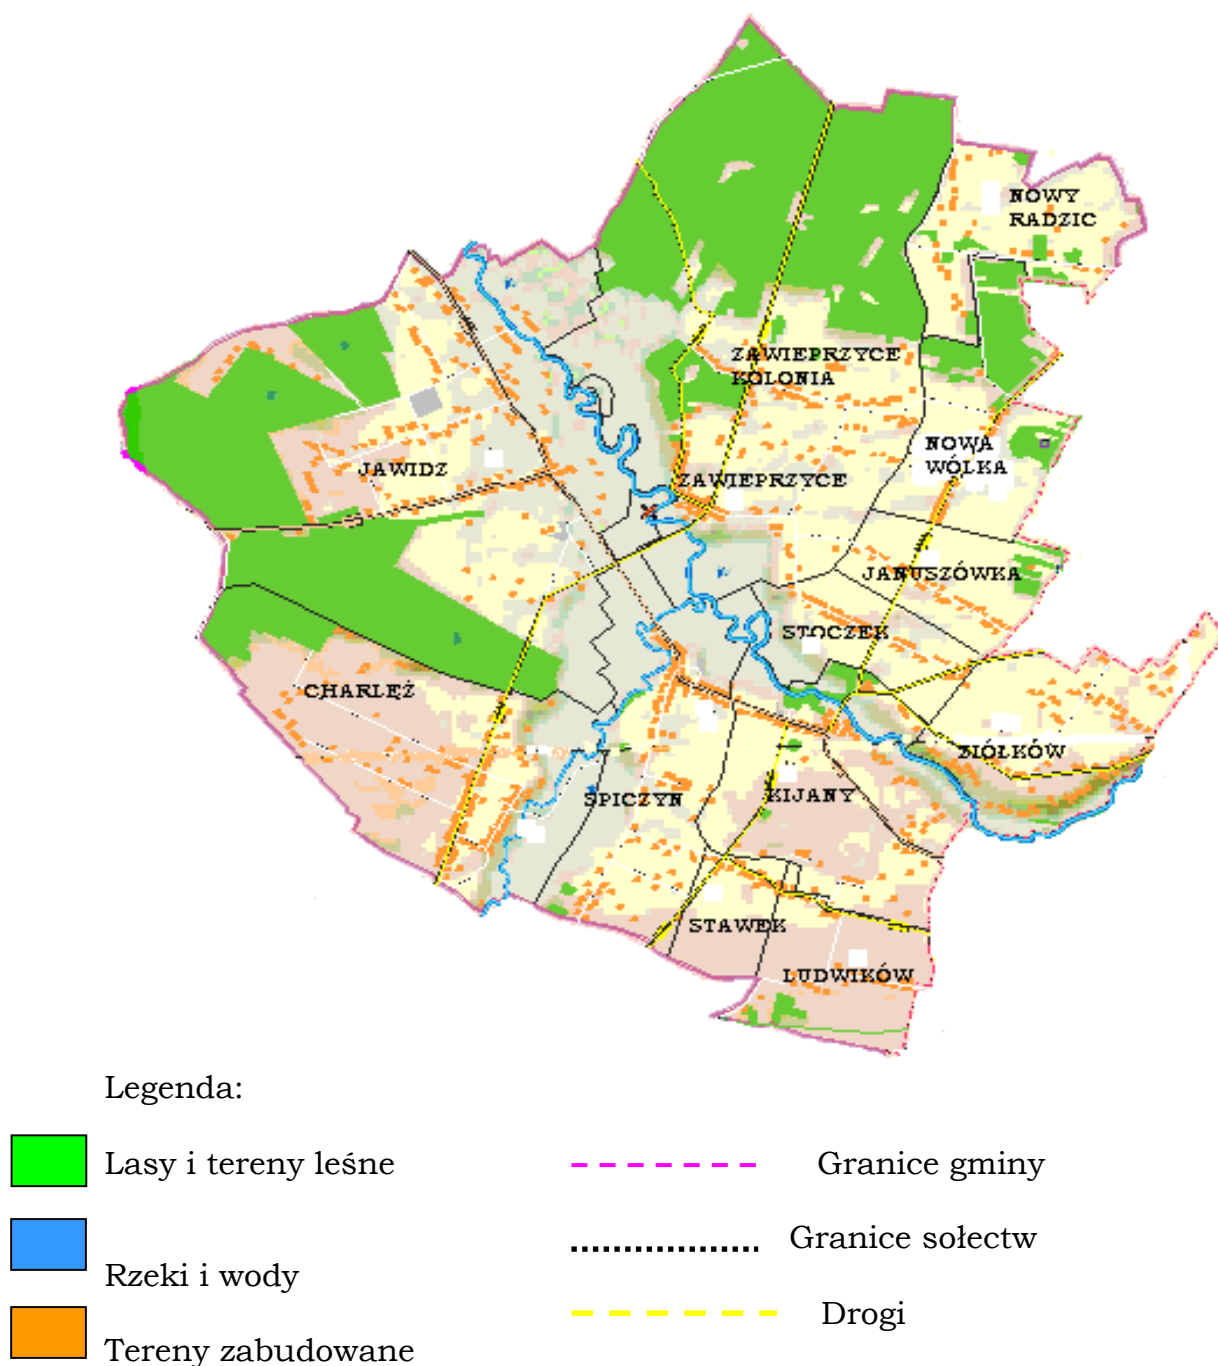 NOWY
RADZIC
ZAWIEPRZYCE
KOLONIA
NOWA
WÓLKA
JAWIDZ
ZAWIEPRZYCE
JANUSZÓWKA
STOCZEK
CHARLĘŻ
ZIÓŁKÓW
SPICZYN
KIJANY
STAWEK
LUDWIKÓW
Legenda:
Lasy i tereny leśne
Granice gminy
Granice sołectw
Rzeki i wody
Drogi
Tereny zabudowane